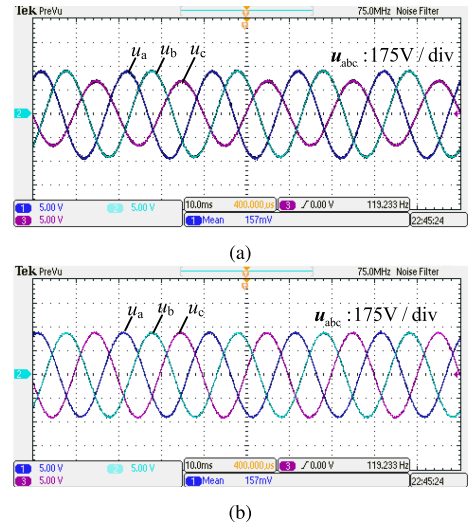 Tek PreVu 75.0MHz Noise Filter
u_a u_b u_c u_abc :175V / div
2
1 5.00 V 2 5.00 V 10.0ms 400.000us 3 ƒ 0.00 V 119.233 Hz
3 5.00 V 1 Mean 157mV 22:45:24
(a)
Tek PreVu 75.0MHz Noise Filter
u_a u_b u_c u_abc :175V / div
2
1 5.00 V 2 5.00 V 10.0ms 400.000us 3 ƒ 0.00 V 119.233 Hz
3 5.00 V 1 Mean 157mV 22:45:24
(b)